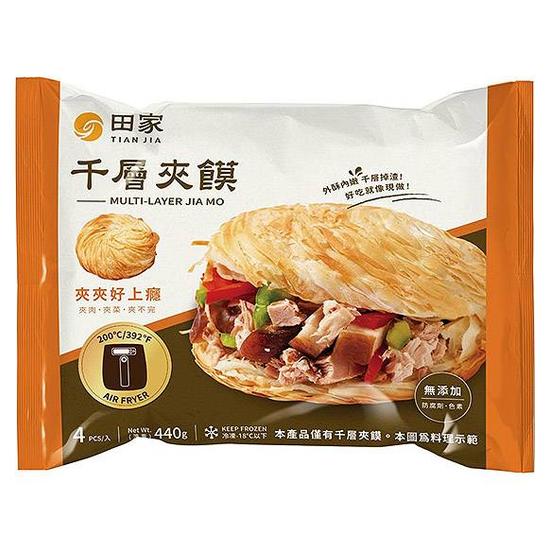 田家
TIAN JIA
千層夾饃
MULTI-LAYER JIA MO
外酥內嫩 千層掉渣!
好吃就像現做!
夾夾好上癮
夾肉・夾菜・夾不完
200°C/392°F
AIR FRYER
無添加
防腐劑・色素
4 PCS/入
Net Wt. 440g
KEEP FROZEN
冷凍-18°C以下
本產品僅有千層夾饃。本圖為料理示範